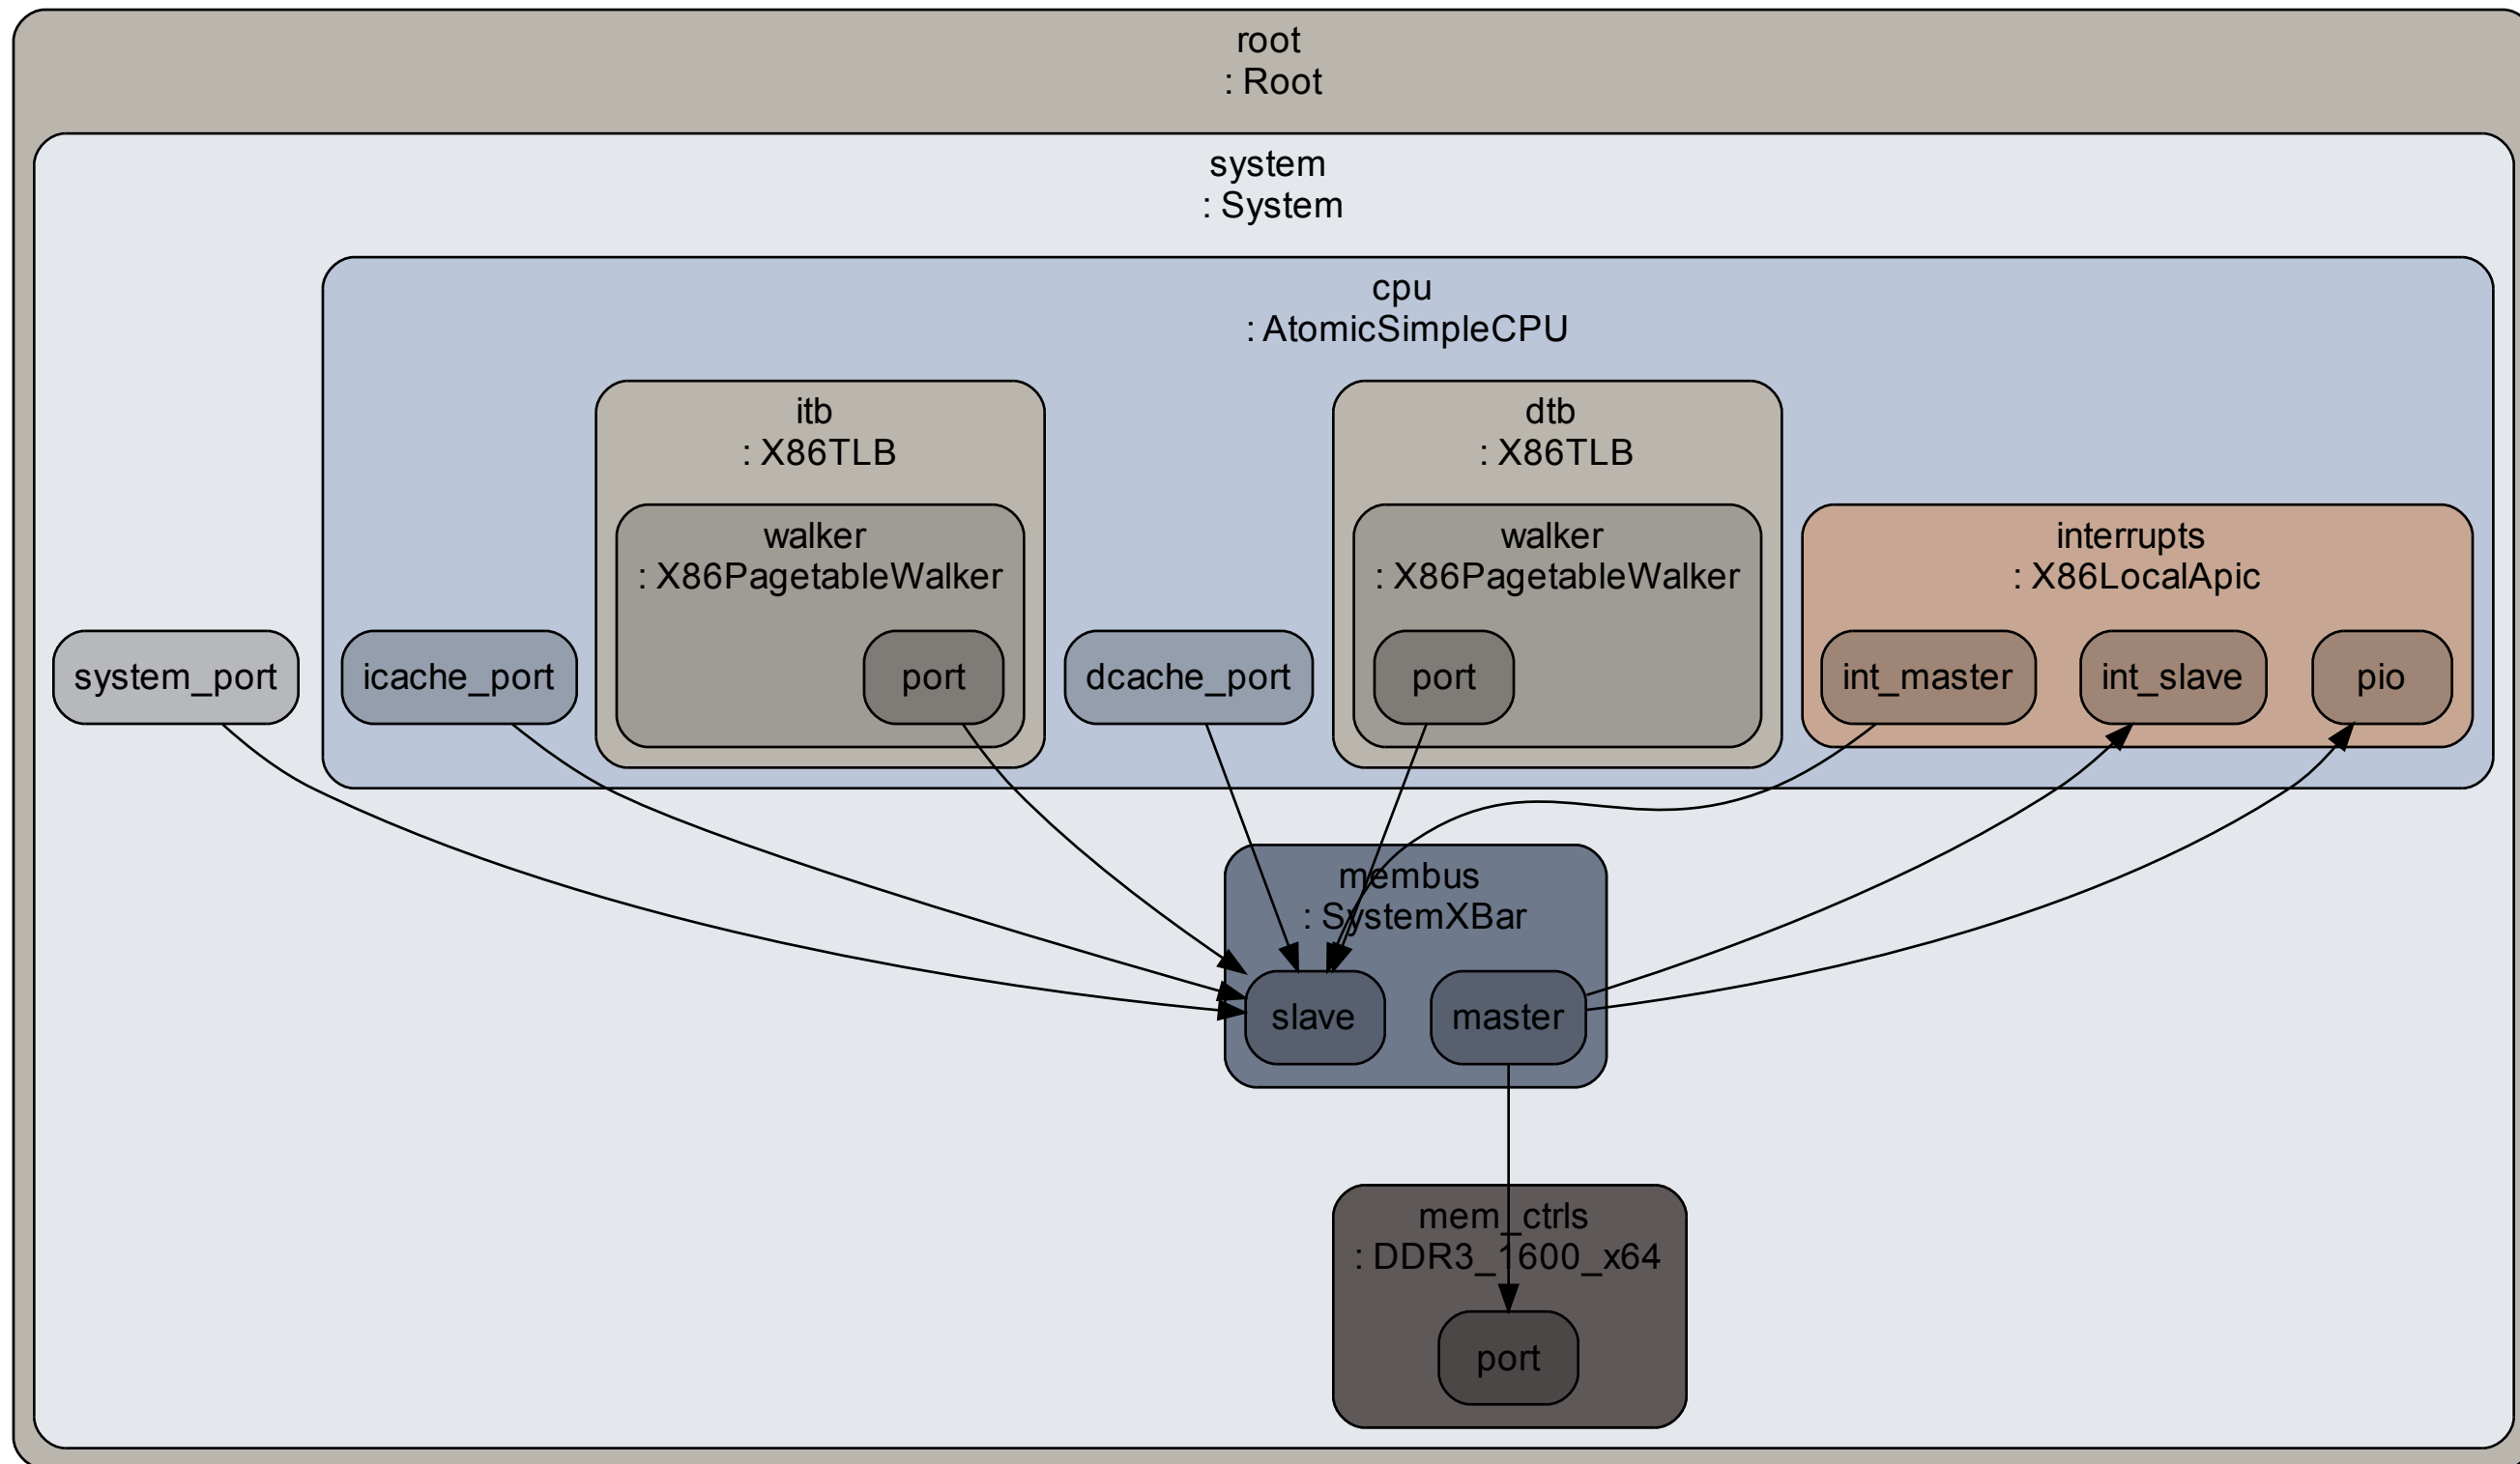 root
: Root
system
: System
cpu
: AtomicSimpleCPU
itb
: X86TLB
dtb
: X86TLB
walker
: X86PagetableWalker
walker
: X86PagetableWalker
interrupts
: X86LocalApic
system_port
icache_port
port
dcache_port
port
int_master
int_slave
pio
membus
: SystemXBar
slave
master
mem_ctrls
: DDR3_1600_x64
port